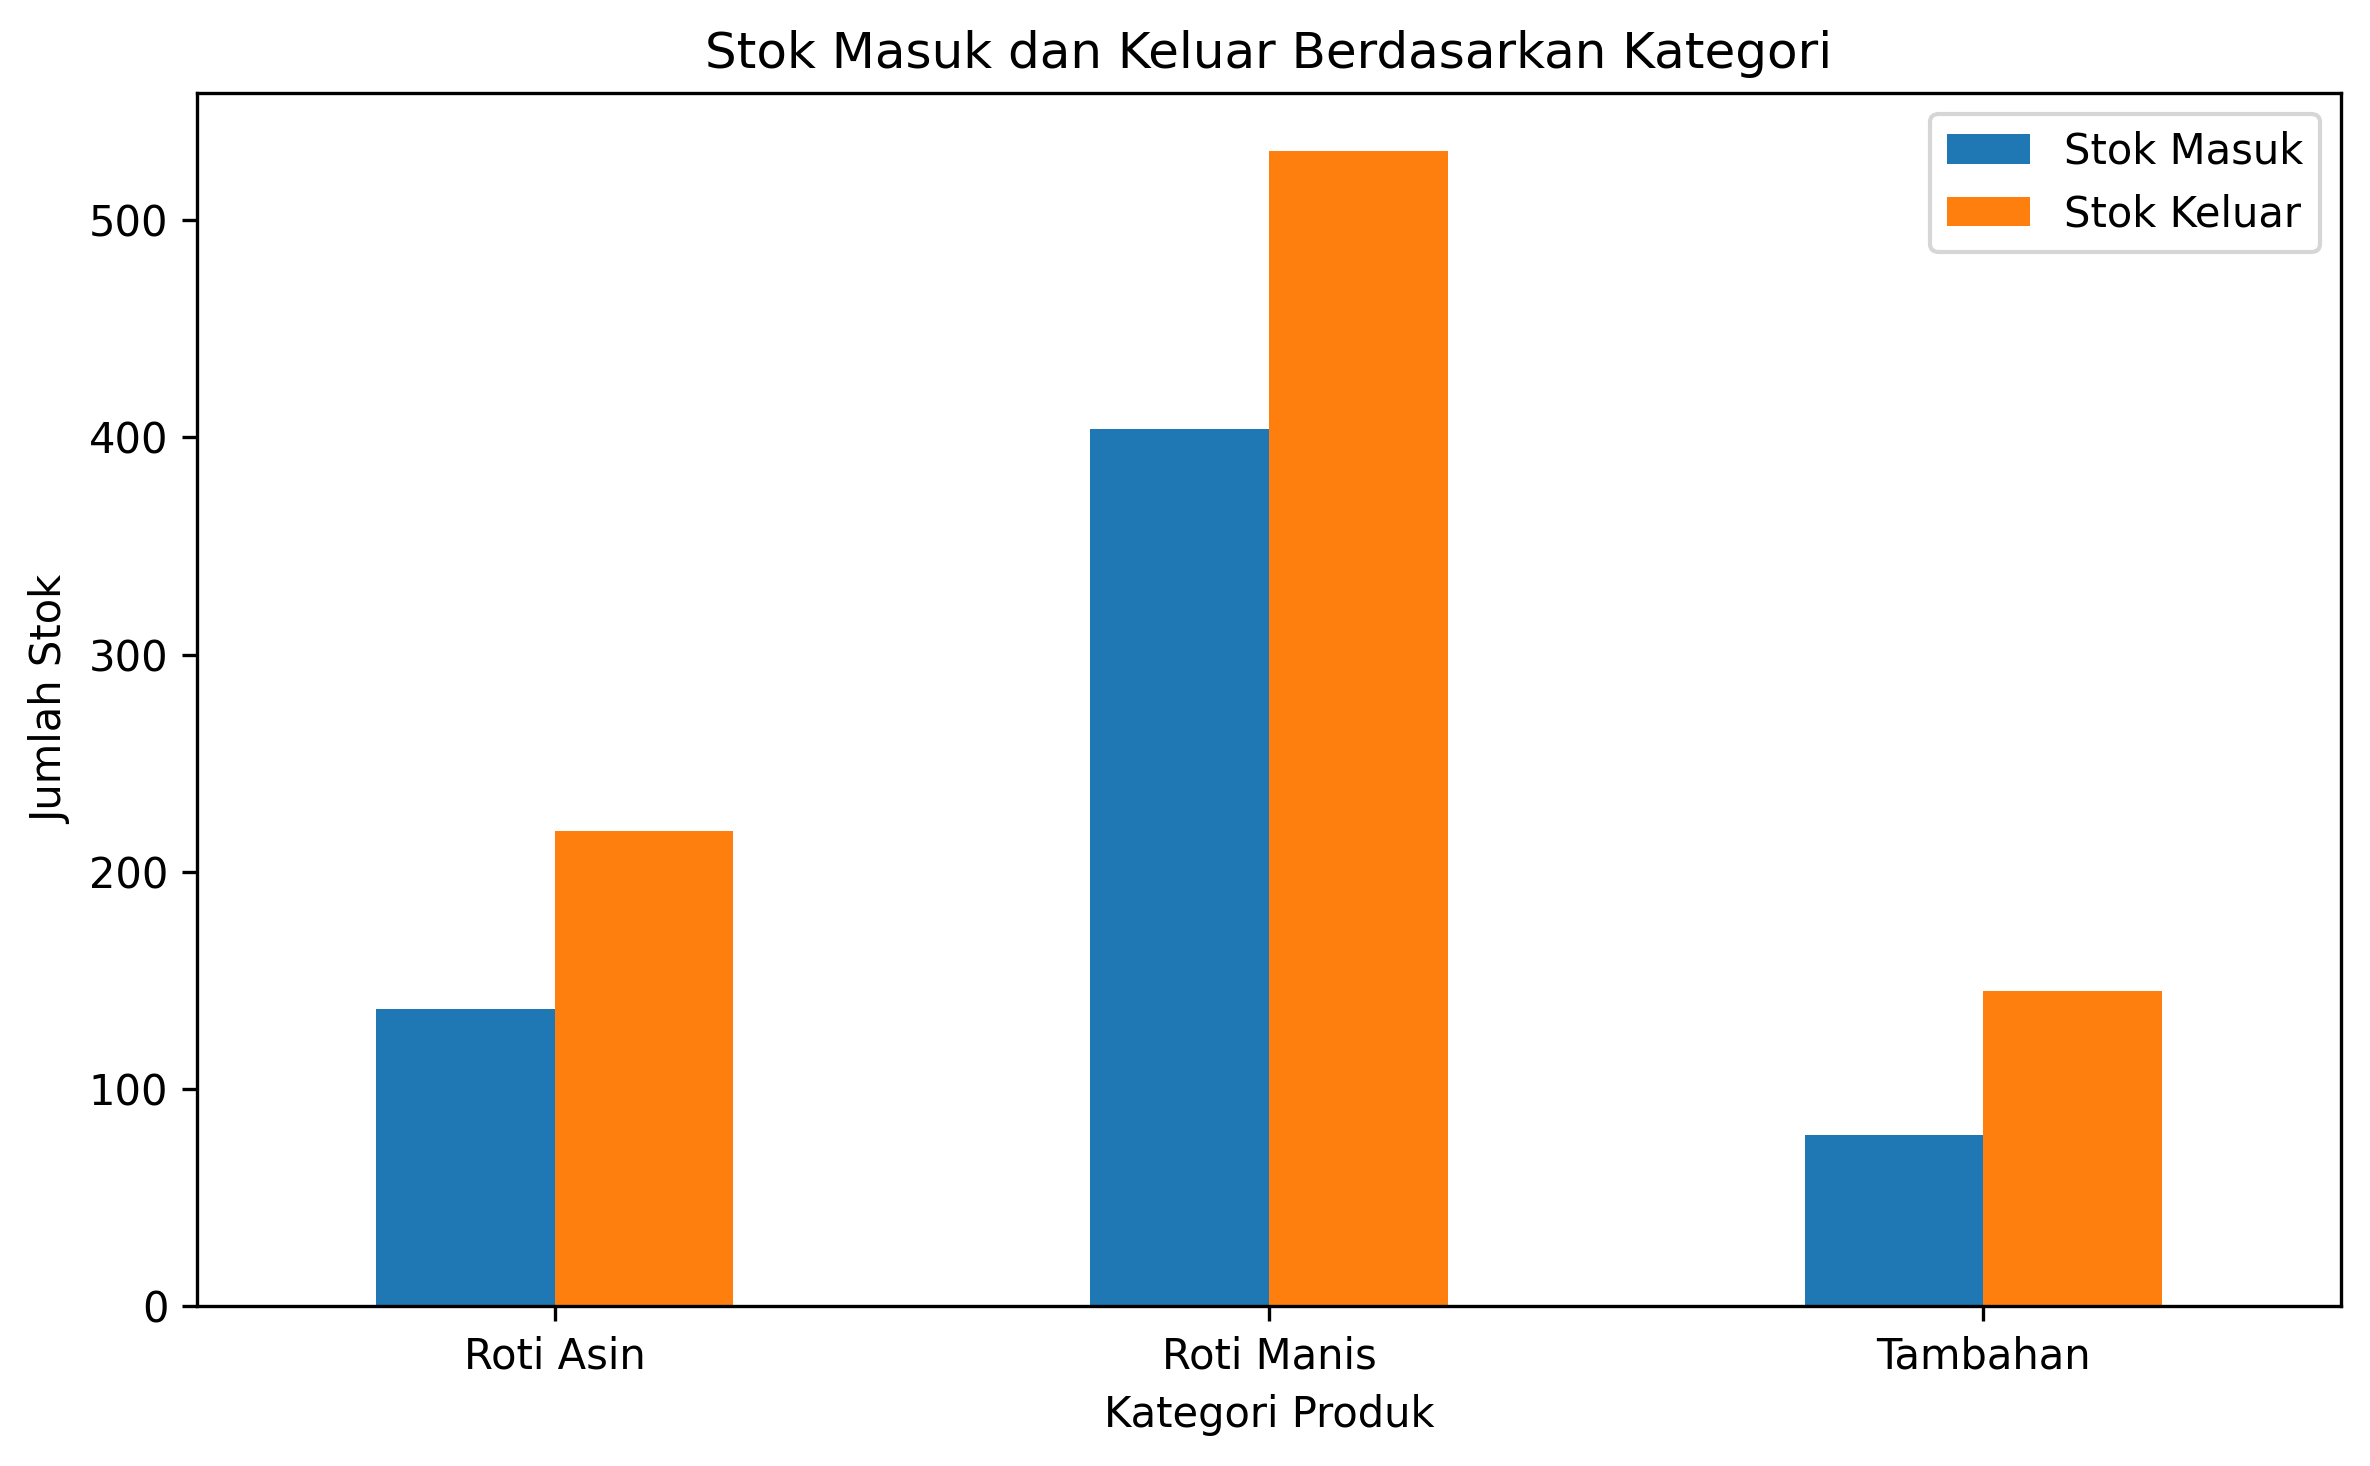 Stok Masuk dan Keluar Berdasarkan Kategori
Stok Masuk
Stok Keluar
Jumlah Stok
500
400
300
200
100
0
Roti Asin
Roti Manis
Tambahan
Kategori Produk